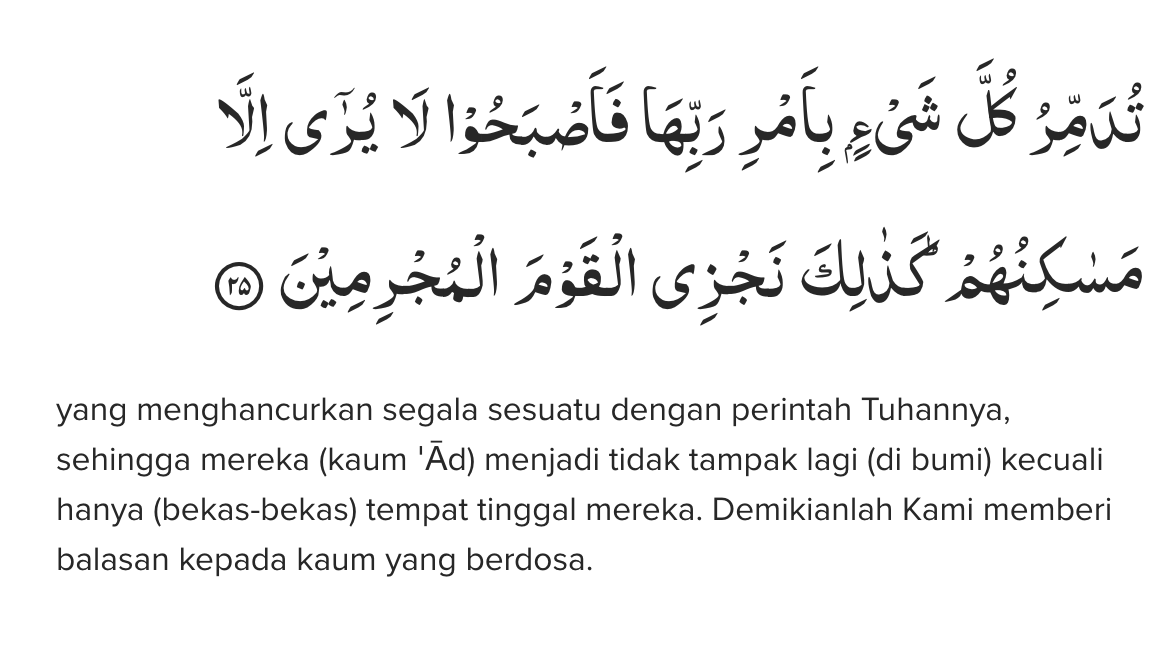 تُدَمِّرُ كُلَّ شَيْءٍۢ بِاَمْرِ رَبِّهَا فَاَصْبَحُوْا لَا يُرٰٓى اِلَّا
مَسٰكِنُهُمْۗ كَذٰلِكَ نَجْزِى الْقَوْمَ الْمُجْرِمِيْنَ ۝٢٥
yang menghancurkan segala sesuatu dengan perintah Tuhannya,
sehingga mereka (kaum 'Ād) menjadi tidak tampak lagi (di bumi) kecuali
hanya (bekas-bekas) tempat tinggal mereka. Demikianlah Kami memberi
balasan kepada kaum yang berdosa.